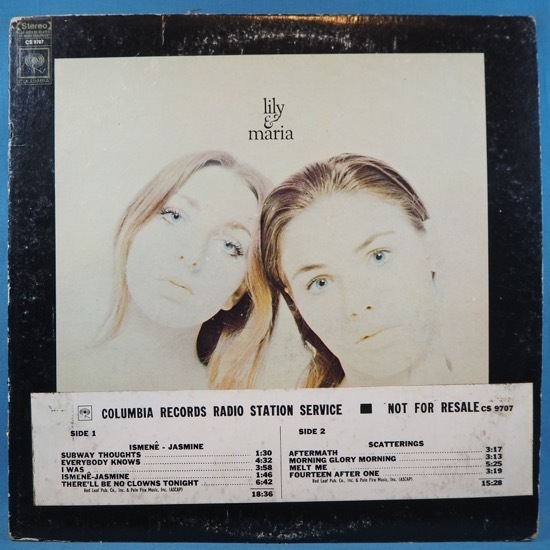 Stereo
CS 9707
COLUMBIA
lily
&
maria
COLUMBIA RECORDS RADIO STATION SERVICE ■ NOT FOR RESALE CS 9707
SIDE 1
ISMENÊ - JASMINE
SUBWAY THOUGHTS 1:30
EVERYBODY KNOWS 4:32
I WAS 3:58
ISMENÊ-JASMINE 1:46
THERE'LL BE NO CLOWNS TONIGHT 6:42
Red Leaf Pub. Co., Inc. & Pale Fire Music, Inc. (ASCAP)
18:36
SIDE 2
SCATTERINGS
AFTERMATH 3:17
MORNING GLORY MORNING 3:13
MELT ME 5:25
FOURTEEN AFTER ONE 3:19
Red Leaf Pub. Co., Inc. & Pale Fire Music, Inc. (ASCAP)
15:28